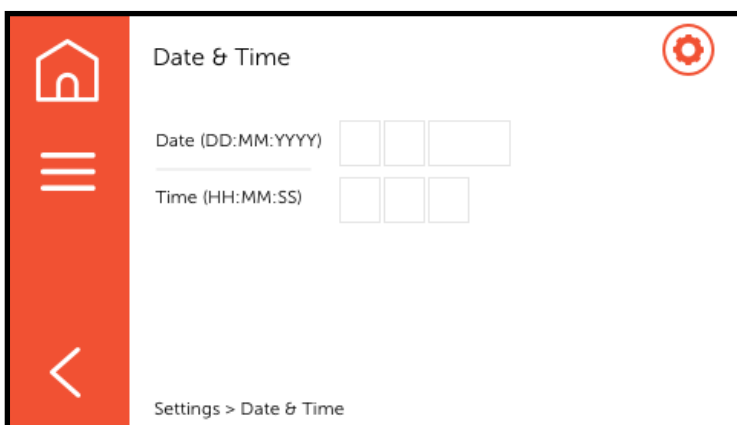 Date & Time
Date (DD:MM:YYYY)
Time (HH:MM:SS)
Settings > Date & Time